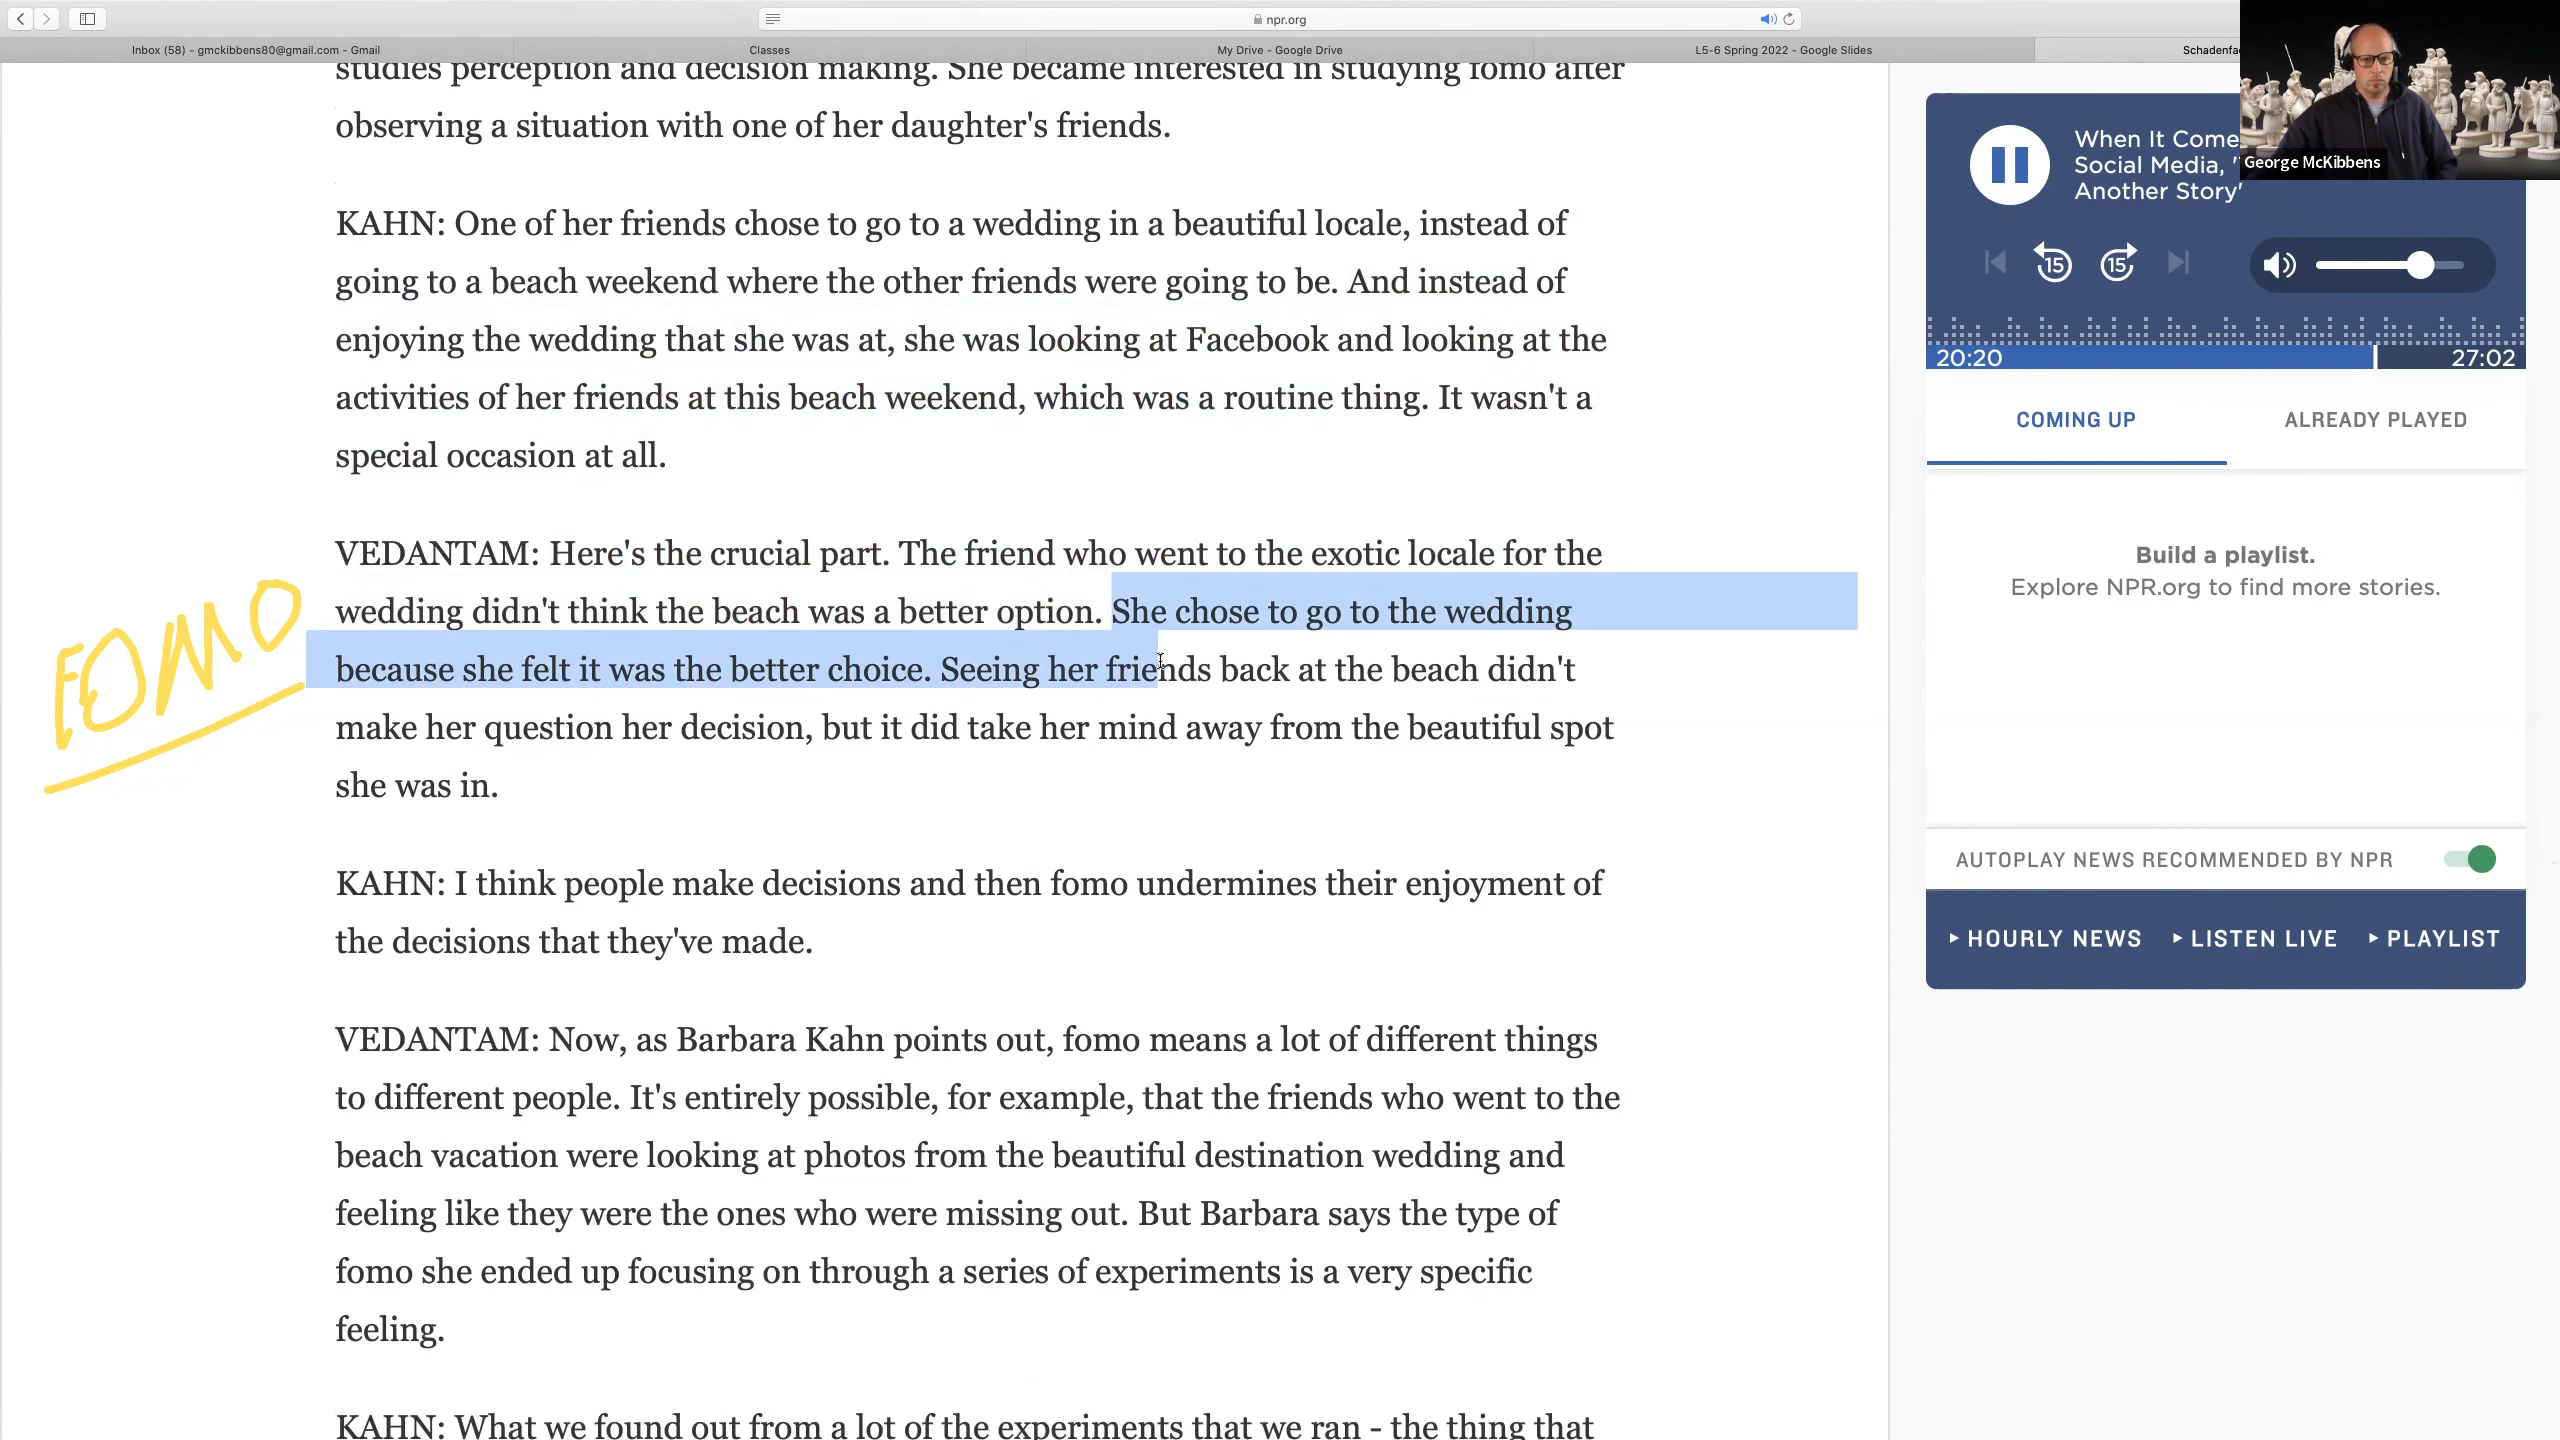 npr.org
Inbox (58) - gmckibbens80@gmail.com - Gmail
Classes
My Drive - Google Drive
L5-6 Spring 2022 - Google Slides
studies perception and decision making. She became interested in studying fomo after
observing a situation with one of her daughter's friends.
KAHN: One of her friends chose to go to a wedding in a beautiful locale, instead of
going to a beach weekend where the other friends were going to be. And instead of
enjoying the wedding that she was at, she was looking at Facebook and looking at the
activities of her friends at this beach weekend, which was a routine thing. It wasn't a
special occasion at all.
VEDANTAM: Here's the crucial part. The friend who went to the exotic locale for the
wedding didn't think the beach was a better option. She chose to go to the wedding
because she felt it was the better choice. Seeing her friends back at the beach didn't
make her question her decision, but it did take her mind away from the beautiful spot
she was in.
FOMO
KAHN: I think people make decisions and then fomo undermines their enjoyment of
the decisions that they've made.
VEDANTAM: Now, as Barbara Kahn points out, fomo means a lot of different things
to different people. It's entirely possible, for example, that the friends who went to the
beach vacation were looking at photos from the beautiful destination wedding and
feeling like they were the ones who were missing out. But Barbara says the type of
fomo she ended up focusing on through a series of experiments is a very specific
feeling.
KAHN: What we found out from a lot of the experiments that we ran - the thing that
When It Come
Social Media, '
Another Story'
George McKibbens
15
15
20:20
27:02
COMING UP
ALREADY PLAYED
Build a playlist.
Explore NPR.org to find more stories.
AUTOPLAY NEWS RECOMMENDED BY NPR
HOURLY NEWS
LISTEN LIVE
PLAYLIST